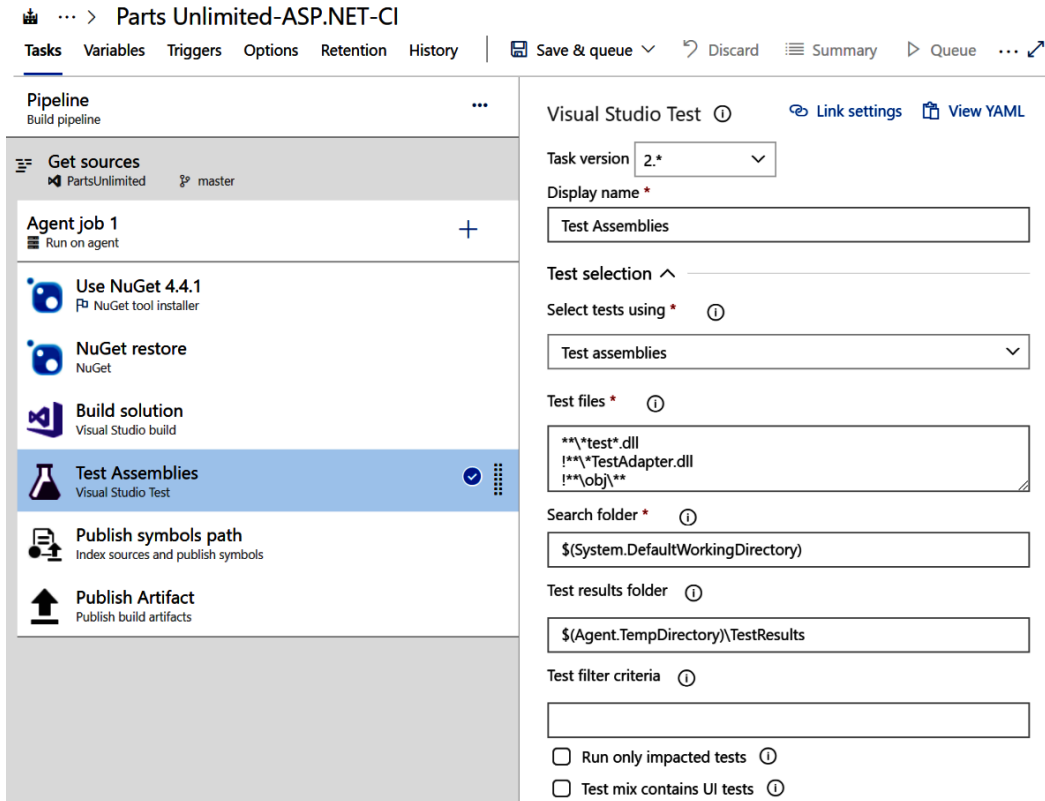 ··· > Parts Unlimited-ASP.NET-CI
Tasks Variables Triggers Options Retention History Save & queue Discard Summary Queue ···
Pipeline ···
Build pipeline
Get sources
PartsUnlimited master
Agent job 1 +
Run on agent
Use NuGet 4.4.1
NuGet tool installer
NuGet restore
NuGet
Build solution
Visual Studio build
Test Assemblies
Visual Studio Test
Publish symbols path
Index sources and publish symbols
Publish Artifact
Publish build artifacts
Visual Studio Test Link settings View YAML
Task version 2.*
Display name *
Test Assemblies
Test selection
Select tests using *
Test assemblies
Test files *
**\*test*.dll
!**\*TestAdapter.dll
!**\obj\**
Search folder *
$(System.DefaultWorkingDirectory)
Test results folder
$(Agent.TempDirectory)\TestResults
Test filter criteria
Run only impacted tests
Test mix contains UI tests